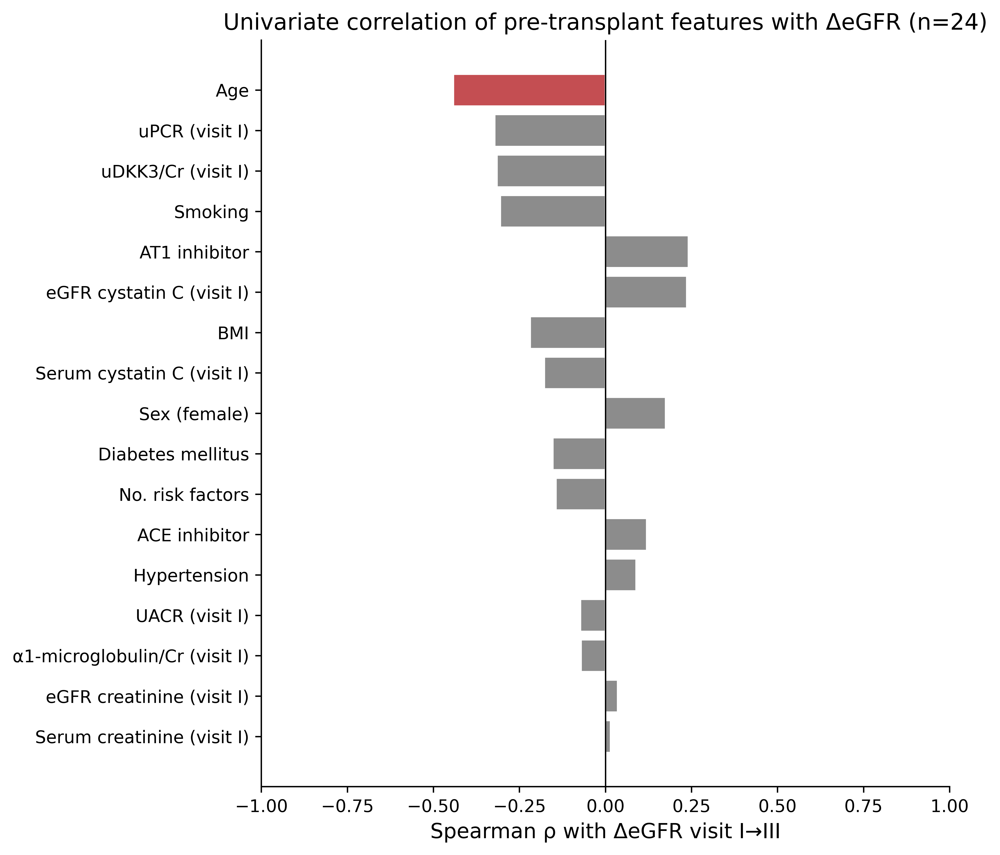 Univariate correlation of pre-transplant features with ΔeGFR (n=24)
Age
uPCR (visit I)
uDKK3/Cr (visit I)
Smoking
AT1 inhibitor
eGFR cystatin C (visit I)
BMI
Serum cystatin C (visit I)
Sex (female)
Diabetes mellitus
No. risk factors
ACE inhibitor
Hypertension
UACR (visit I)
α1-microglobulin/Cr (visit I)
eGFR creatinine (visit I)
Serum creatinine (visit I)
−1.00 −0.75 −0.50 −0.25 0.00 0.25 0.50 0.75 1.00
Spearman ρ with ΔeGFR visit I→III